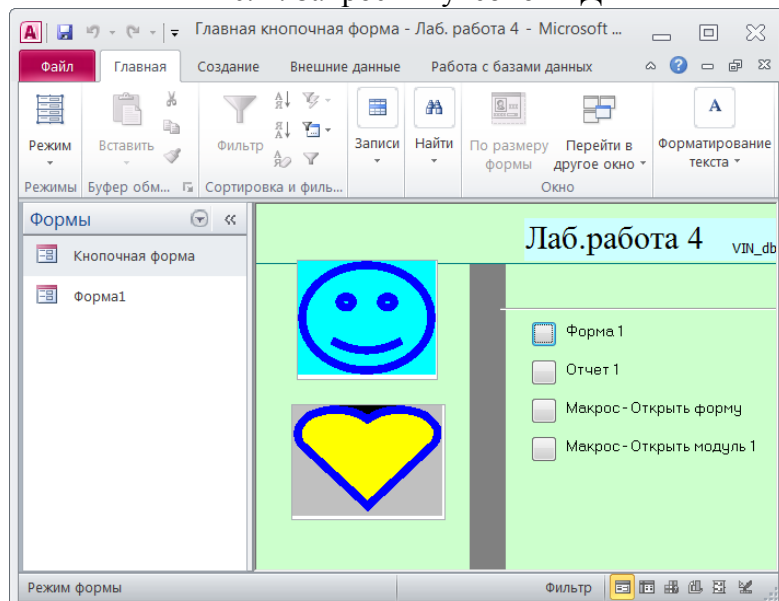 Главная кнопочная форма - Лаб. работа 4 - Microsoft ...
Файл Главная Создание Внешние данные Работа с базами данных
Режим Вставить Фильтр Записи Найти По размеру формы Перейти в другое окно Форматирование текста
Режимы Буфер обм... Сортировка и филь... Окно
Формы
Кнопочная форма
Форма1
Лаб.работа 4 VIN_db
Форма 1
Отчет 1
Макрос-Открыть форму
Макрос-Открыть модуль 1
Режим формы Фильтр